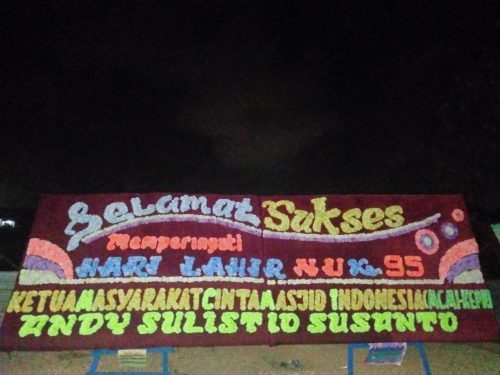 Selamat Sukses
Memperingati
HARI LAHIR NU Ke 95
KETUA MASYARAKAT CINTA MASJID INDONESIA
ANDY SULISTIO SUSANTO